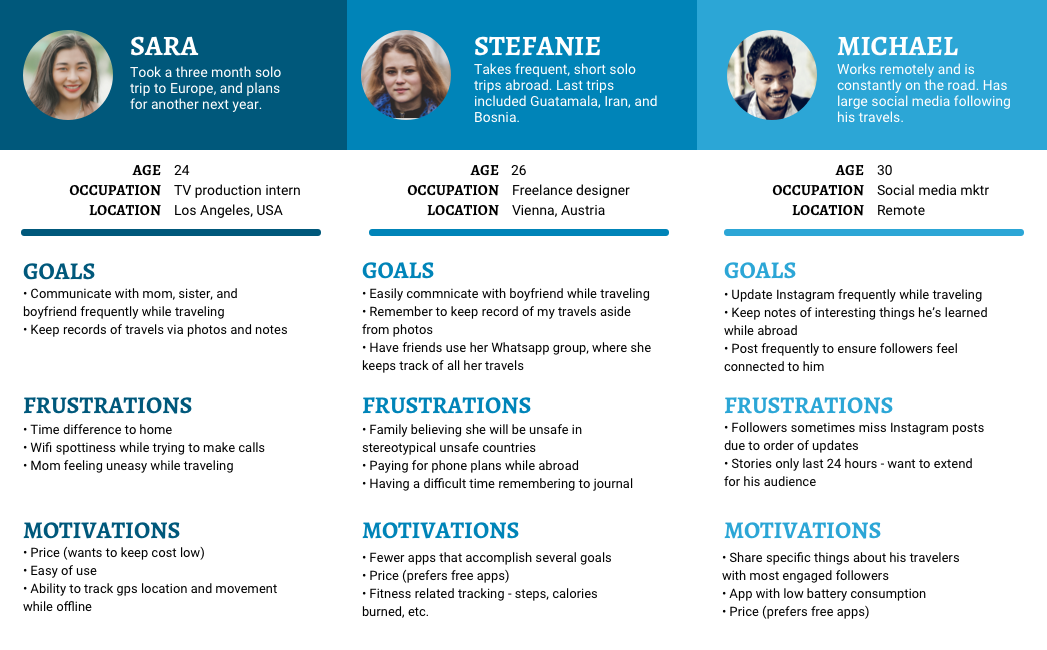 SARA
Took a three month solo
trip to Europe, and plans
for another next year.
AGE 24
OCCUPATION TV production intern
LOCATION Los Angeles, USA
GOALS
• Communicate with mom, sister, and
boyfriend frequently while traveling
• Keep records of travels via photos and notes
FRUSTRATIONS
• Time difference to home
• Wifi spottiness while trying to make calls
• Mom feeling uneasy while traveling
MOTIVATIONS
• Price (wants to keep cost low)
• Easy of use
• Ability to track gps location and movement
while offline
STEFANIE
Takes frequent, short solo
trips abroad. Last trips
included Guatamala, Iran, and
Bosnia.
AGE 26
OCCUPATION Freelance designer
LOCATION Vienna, Austria
GOALS
• Easily commnicate with boyfriend while traveling
• Remember to keep record of my travels aside
from photos
• Have friends use her Whatsapp group, where she
keeps track of all her travels
FRUSTRATIONS
• Family believing she will be unsafe in
stereotypical unsafe countries
• Paying for phone plans while abroad
• Having a difficult time remembering to journal
MOTIVATIONS
• Fewer apps that accomplish several goals
• Price (prefers free apps)
• Fitness related tracking - steps, calories
burned, etc.
MICHAEL
Works remotely and is
constantly on the road. Has
large social media following
his travels.
AGE 30
OCCUPATION Social media mktr
LOCATION Remote
GOALS
• Update Instagram frequently while traveling
• Keep notes of interesting things he's learned
while abroad
• Post frequently to ensure followers feel
connected to him
FRUSTRATIONS
• Followers sometimes miss Instagram posts
due to order of updates
• Stories only last 24 hours - want to extend
for his audience
MOTIVATIONS
• Share specific things about his travelers
with most engaged followers
• App with low battery consumption
• Price (prefers free apps)